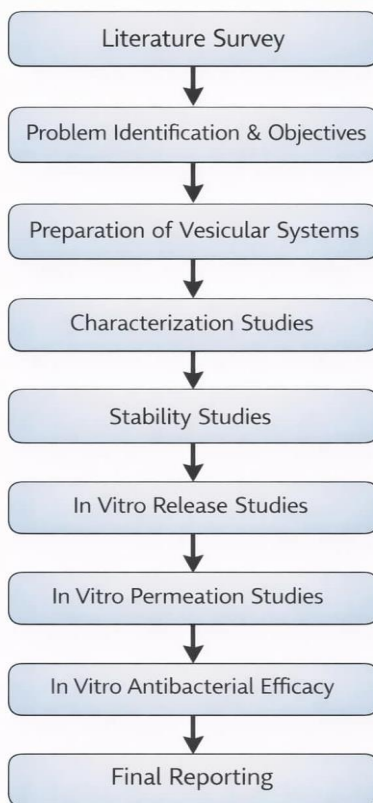 Literature Survey
Problem Identification & Objectives
Preparation of Vesicular Systems
Characterization Studies
Stability Studies
In Vitro Release Studies
In Vitro Permeation Studies
In Vitro Antibacterial Efficacy
Final Reporting